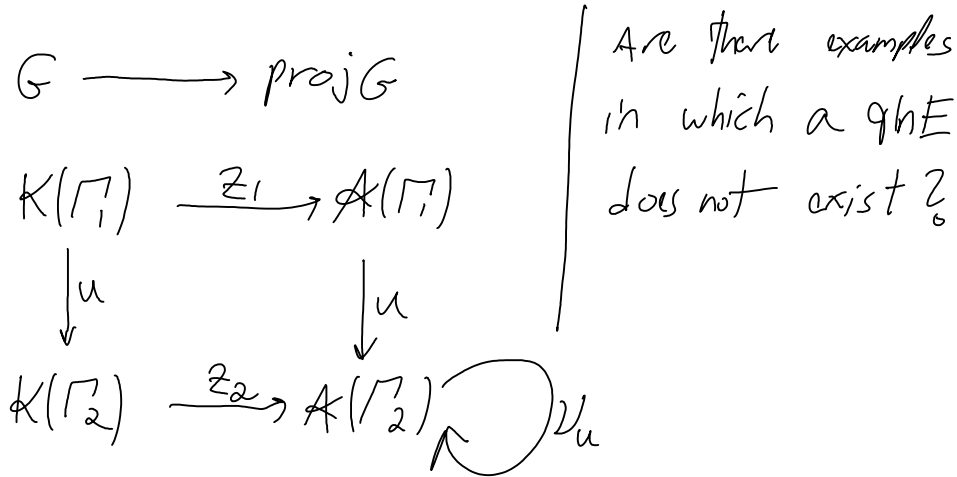 G → projG
K(Γ₁) → A(Γ₁)
z₁
u u
K(Γ₂) → A(Γ₂)
z₂
ν_u
Are there examples
in which a qhE
does not exist?